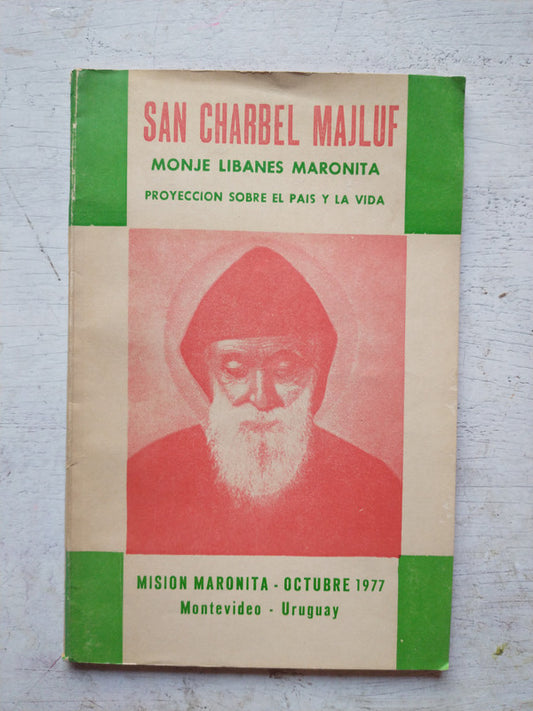 SAN CHARBEL MAJLUF
MONJE LIBANES MARONITA
PROYECCION SOBRE EL PAIS Y LA VIDA
MISION MARONITA - OCTUBRE 1977
Montevideo - Uruguay